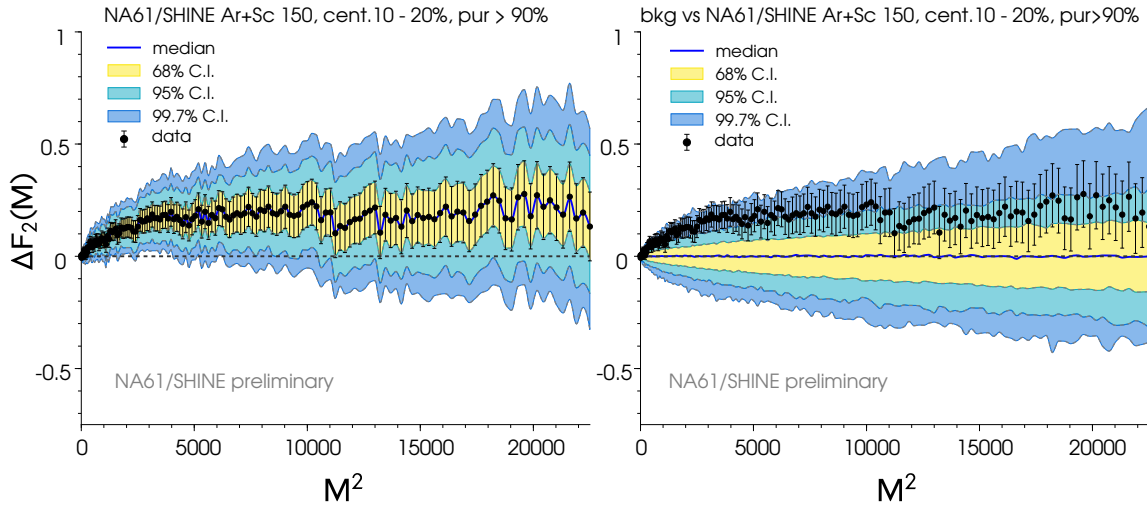 NA61/SHINE Ar+Sc 150, cent.10 - 20%, pur > 90%
1
0.5
0
-0.5
ΔF₂(M)
median
68% C.I.
95% C.I.
99.7% C.I.
data
NA61/SHINE preliminary
0 5000 10000 15000 20000
M²
bkg vs NA61/SHINE Ar+Sc 150, cent.10 - 20%, pur>90%
1
0.5
0
-0.5
median
68% C.I.
95% C.I.
99.7% C.I.
data
NA61/SHINE preliminary
0 5000 10000 15000 20000
M²